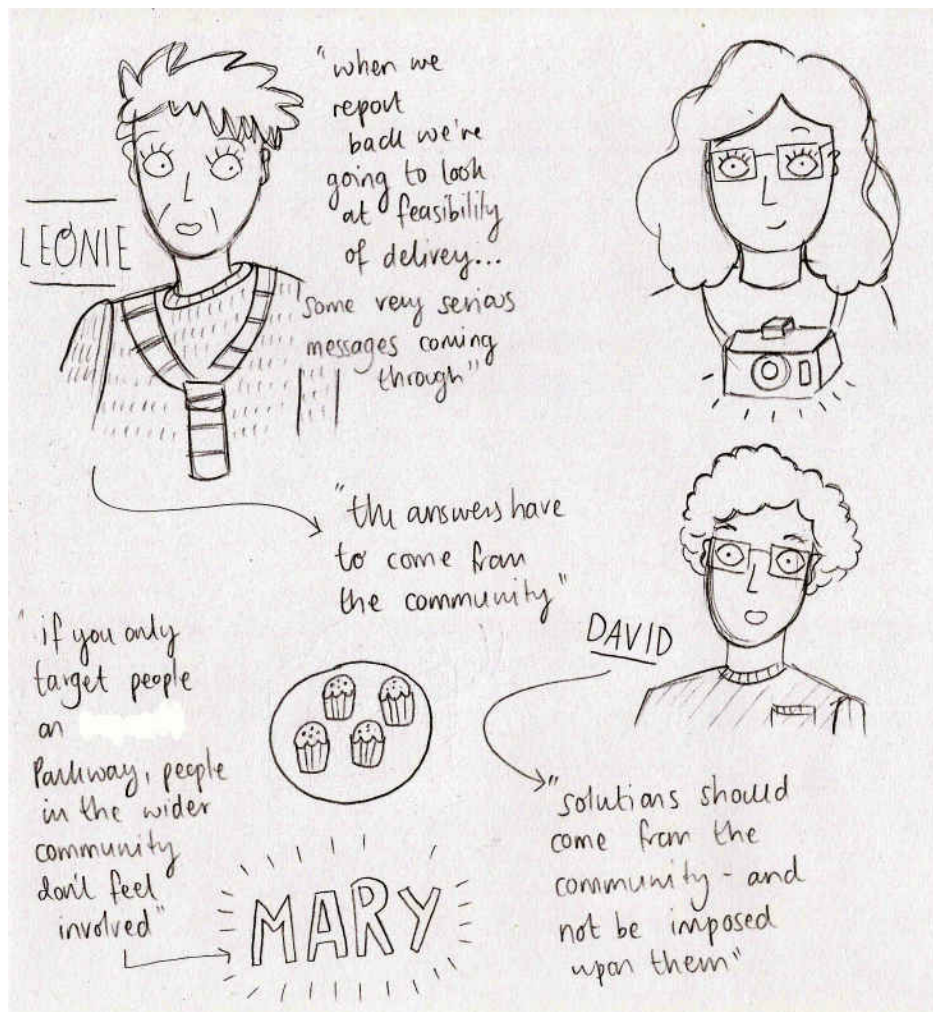 "when we
report
back we're
going to look
at feasibility
of delivery...
some very serious
messages coming
through"
LEONIE
"the answers have
to come from
the community"
"if you only
target people
on
Parkway, people
in the wider
community
don't feel
involved"
MARY
DAVID
"solutions should
come from the
community - and
not be imposed
upon them"